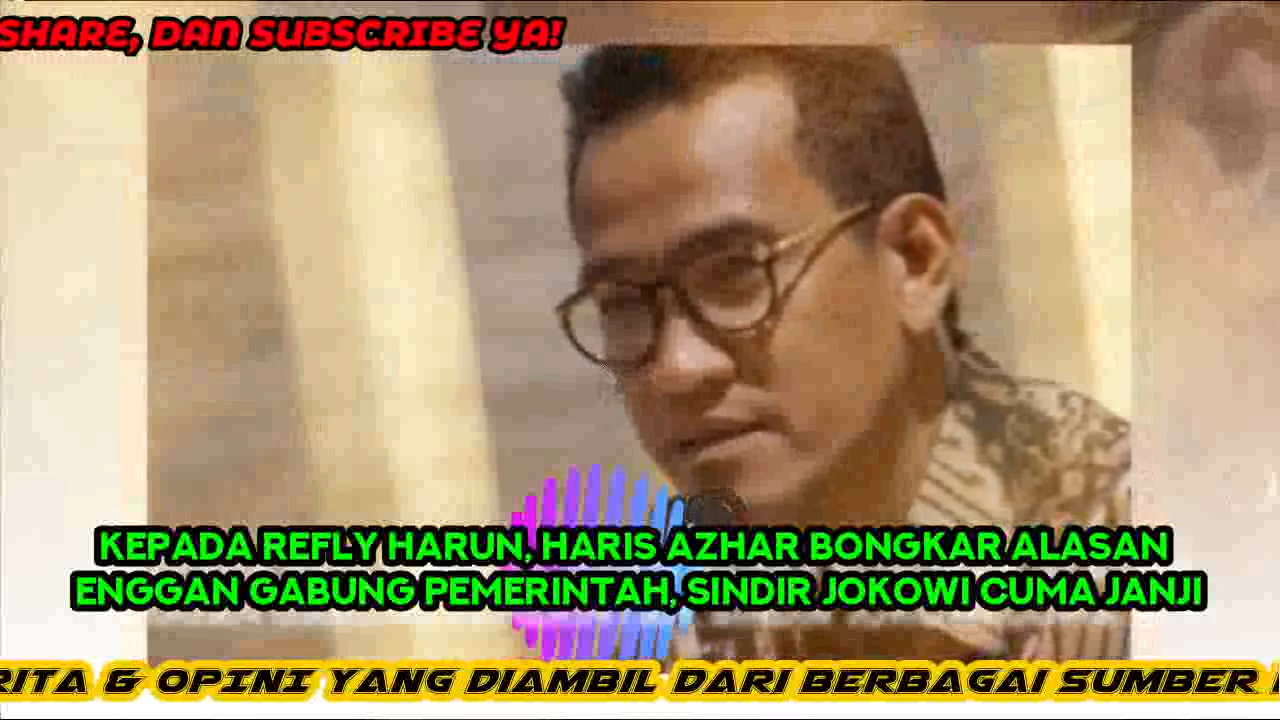 SHARE, DAN SUBSCRIBE YA!
KEPADA REFLY HARUN, HARIS AZHAR BONGKAR ALASAN
ENGGAN GABUNG PEMERINTAH, SINDIR JOKOWI CUMA JANJI
RITA & OPINI YANG DIAMBIL DARI BERBAGAI SUMBER